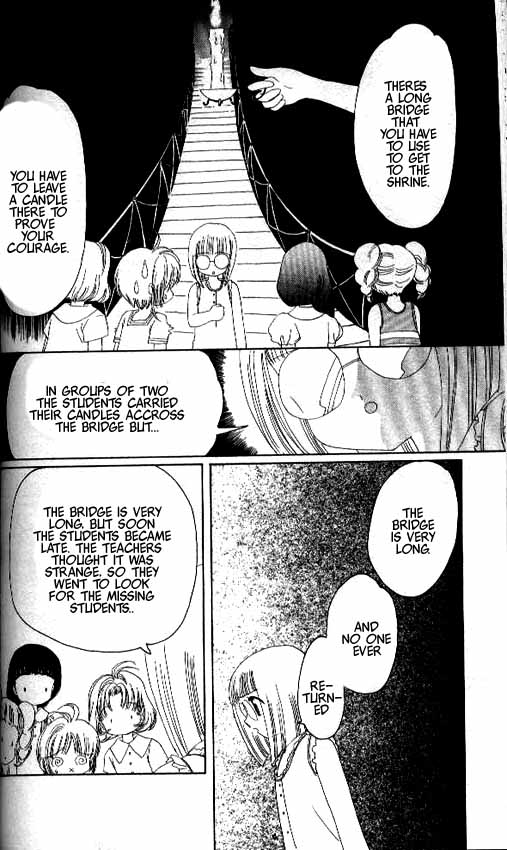 THERES
A LONG
BRIDGE
THAT
YOU HAVE
TO USE
TO GET
TO THE
SHRINE.
YOU HAVE
TO LEAVE
A CANDLE
THERE TO
PROVE
YOUR
COURAGE.
IN GROUPS OF TWO
THE STUDENTS CARRIED
THEIR CANDLES ACCROSS
THE BRIDGE BUT...
THE BRIDGE IS VERY
LONG, BUT SOON
THE STUDENTS BECAME
LATE. THE TEACHERS
THOUGHT IT WAS
STRANGE, SO THEY
WENT TO LOOK
FOR THE MISSING
STUDENTS..
THE
BRIDGE
IS VERY
LONG
AND
NO ONE
EVER
RE-
TURN-
ED